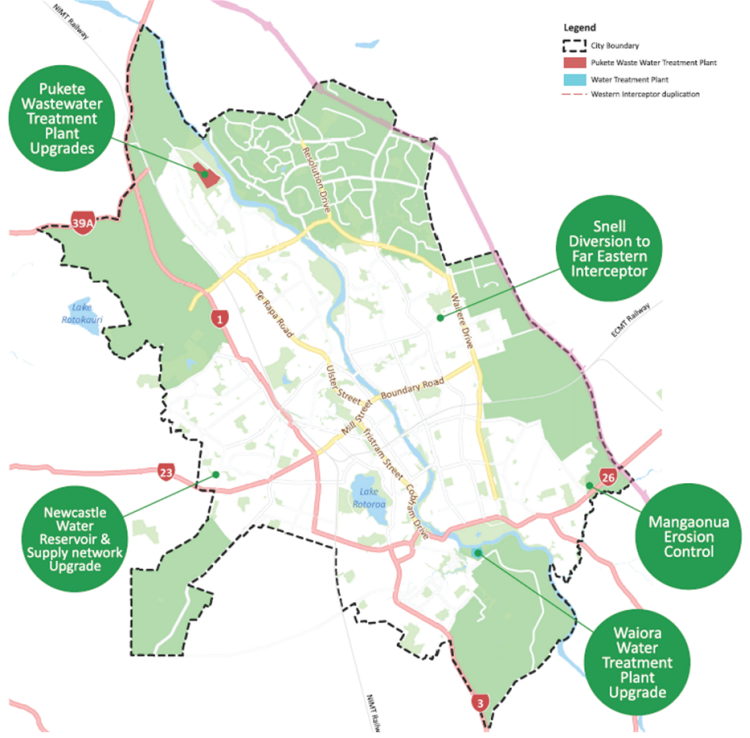 NIMT Railway
Legend
City Boundary
Pukete Waste Water Treatment Plant
Water Treatment Plant
Western Interceptor duplication
Pukete
Wastewater
Treatment
Plant
Upgrades
Resolution Drive
39A
Snell
Diversion to
Far Eastern
Interceptor
Lake
Rotokauri
1
Te Rapa Road
Wairere Drive
ECMT Railway
Ulster Street
Boundary Road
Mill Street
Tristram Street
23
26
Lake
Rotoroa
Cobham Drive
Newcastle
Water
Reservoir &
Supply network
Upgrade
Mangaonua
Erosion
Control
Waiora
Water
Treatment
Plant
Upgrade
3
NIMT Railway